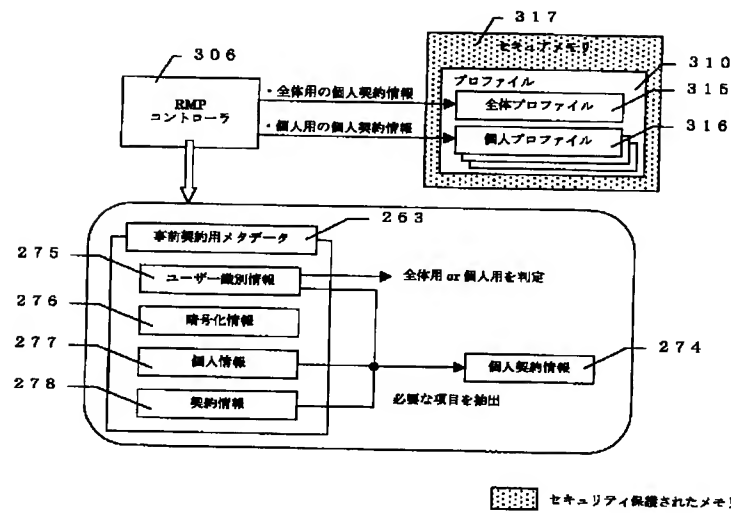 317
306
セキュアメモリ
310
プロファイル
315
RMP
コントローラ
・全体用の個人契約情報
全体プロファイル
316
・個人用の個人契約情報
個人プロファイル
263
事前契約用メタデータ
275
ユーザー識別情報
全体用 or 個人用を判定
276
暗号化情報
277
個人情報
274
個人契約情報
278
契約情報
必要な項目を抽出
セキュリティ保護されたメモリ